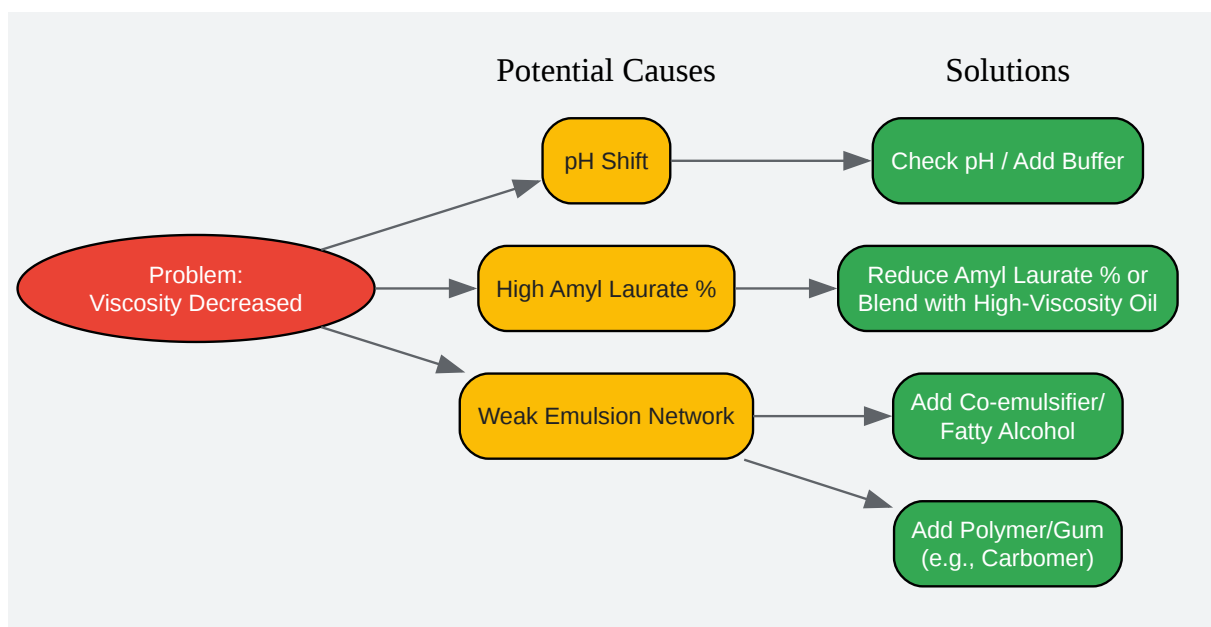 Potential Causes
Solutions
pH Shift
Check pH / Add Buffer
Problem:
Viscosity Decreased
High Amyl Laurate %
Reduce Amyl Laurate % or
Blend with High-Viscosity Oil
Weak Emulsion Network
Add Co-emulsifier/
Fatty Alcohol
Add Polymer/Gum
(e.g., Carbomer)